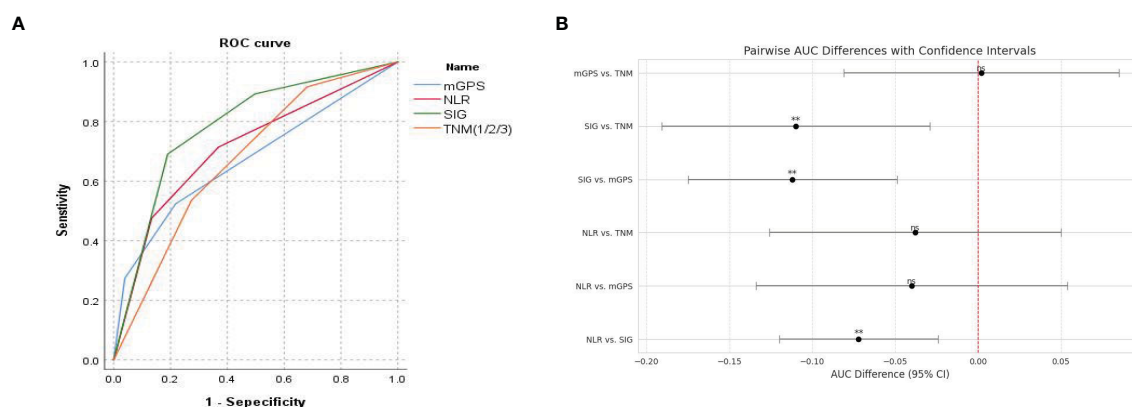 A
ROC curve
1.0
0.8
0.6
0.4
0.2
0.0
Senstivity
0.0 0.2 0.4 0.6 0.8 1.0
1 - Sepecificity
Name
mGPS
NLR
SIG
TNM(1/2/3)
B
Pairwise AUC Differences with Confidence Intervals
mGPS vs. TNM
ns
SIG vs. TNM
**
SIG vs. mGPS
**
NLR vs. TNM
ns
NLR vs. mGPS
ns
NLR vs. SIG
**
−0.20 −0.15 −0.10 −0.05 0.00 0.05
AUC Difference (95% CI)